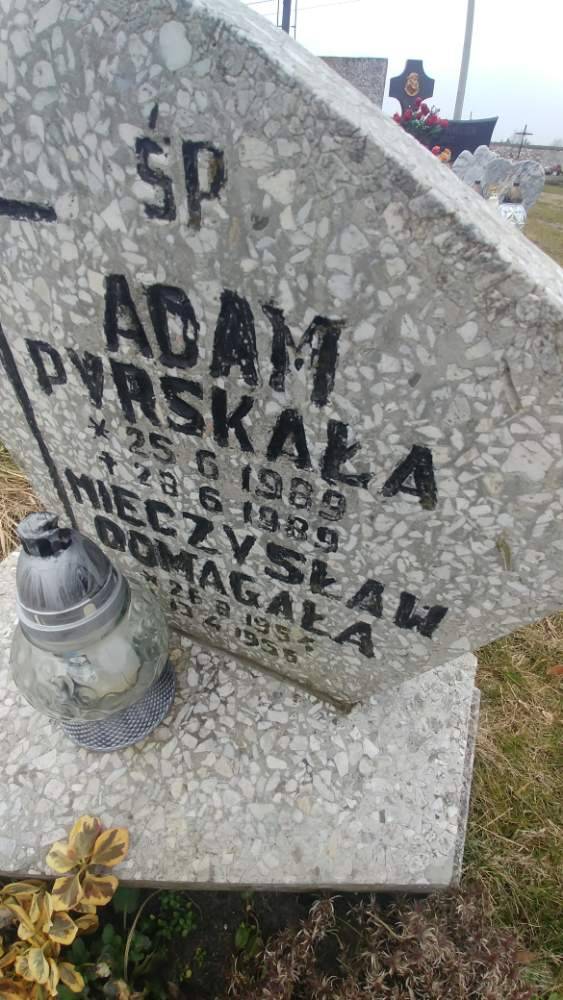 ŚP
ADAM
PYRSKAŁA
* 25 6 1989
+ 28 6 1989
MIECZYSŁAW
DOMAGAŁA